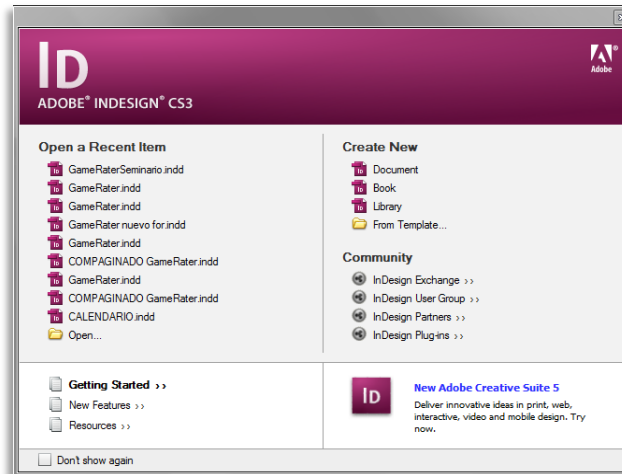 ID
ADOBE® INDESIGN® CS3
Adobe
Open a Recent Item
GameRaterSeminario.indd
GameRater.indd
GameRater.indd
GameRater nuevo for.indd
GameRater.indd
COMPAGINADO GameRater.indd
GameRater.indd
COMPAGINADO GameRater.indd
CALENDARIO.indd
Open...
Create New
Document
Book
Library
From Template...
Community
InDesign Exchange >>
InDesign User Group >>
InDesign Partners >>
InDesign Plug-ins >>
Getting Started >>
New Features >>
Resources >>
ID
New Adobe Creative Suite 5
Deliver innovative ideas in print, web,
interactive, video and mobile design. Try
now.
Don't show again